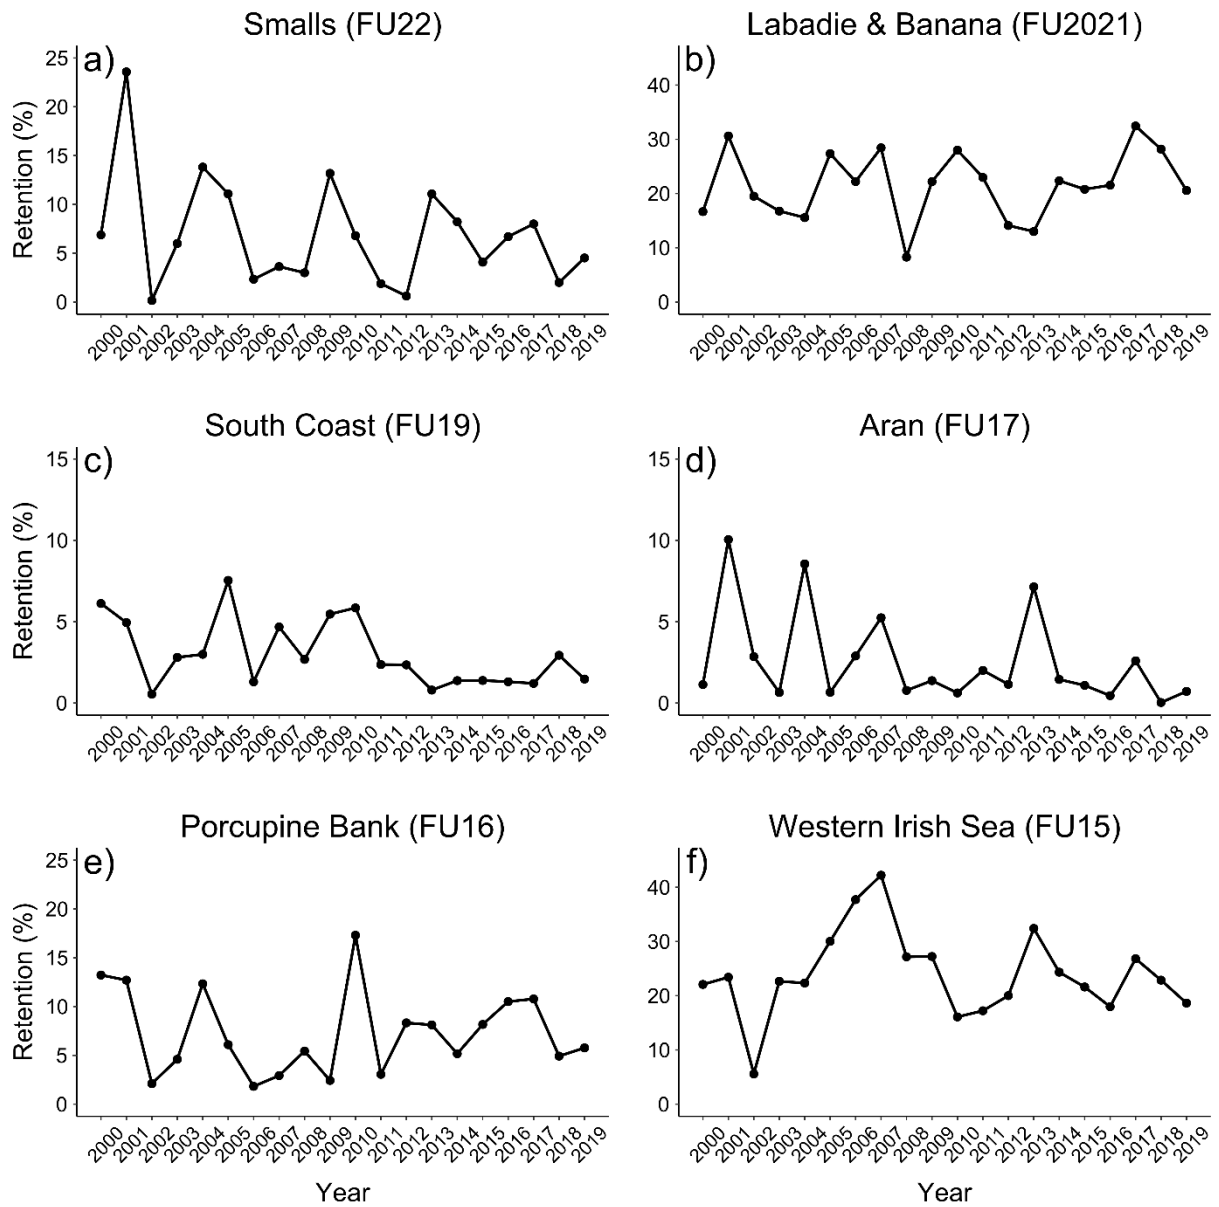 Smalls (FU22)
a)
Retention (%)
25
20
15
10
5
0
2000 2001 2002 2003 2004 2005 2006 2007 2008 2009 2010 2011 2012 2013 2014 2015 2016 2017 2018 2019
Labadie & Banana (FU2021)
b)
40
30
20
10
0
2000 2001 2002 2003 2004 2005 2006 2007 2008 2009 2010 2011 2012 2013 2014 2015 2016 2017 2018 2019
South Coast (FU19)
c)
Retention (%)
15
10
5
0
2000 2001 2002 2003 2004 2005 2006 2007 2008 2009 2010 2011 2012 2013 2014 2015 2016 2017 2018 2019
Aran (FU17)
d)
15
10
5
0
2000 2001 2002 2003 2004 2005 2006 2007 2008 2009 2010 2011 2012 2013 2014 2015 2016 2017 2018 2019
Porcupine Bank (FU16)
e)
Retention (%)
25
20
15
10
5
0
2000 2001 2002 2003 2004 2005 2006 2007 2008 2009 2010 2011 2012 2013 2014 2015 2016 2017 2018 2019
Year
Western Irish Sea (FU15)
f)
40
30
20
10
0
2000 2001 2002 2003 2004 2005 2006 2007 2008 2009 2010 2011 2012 2013 2014 2015 2016 2017 2018 2019
Year